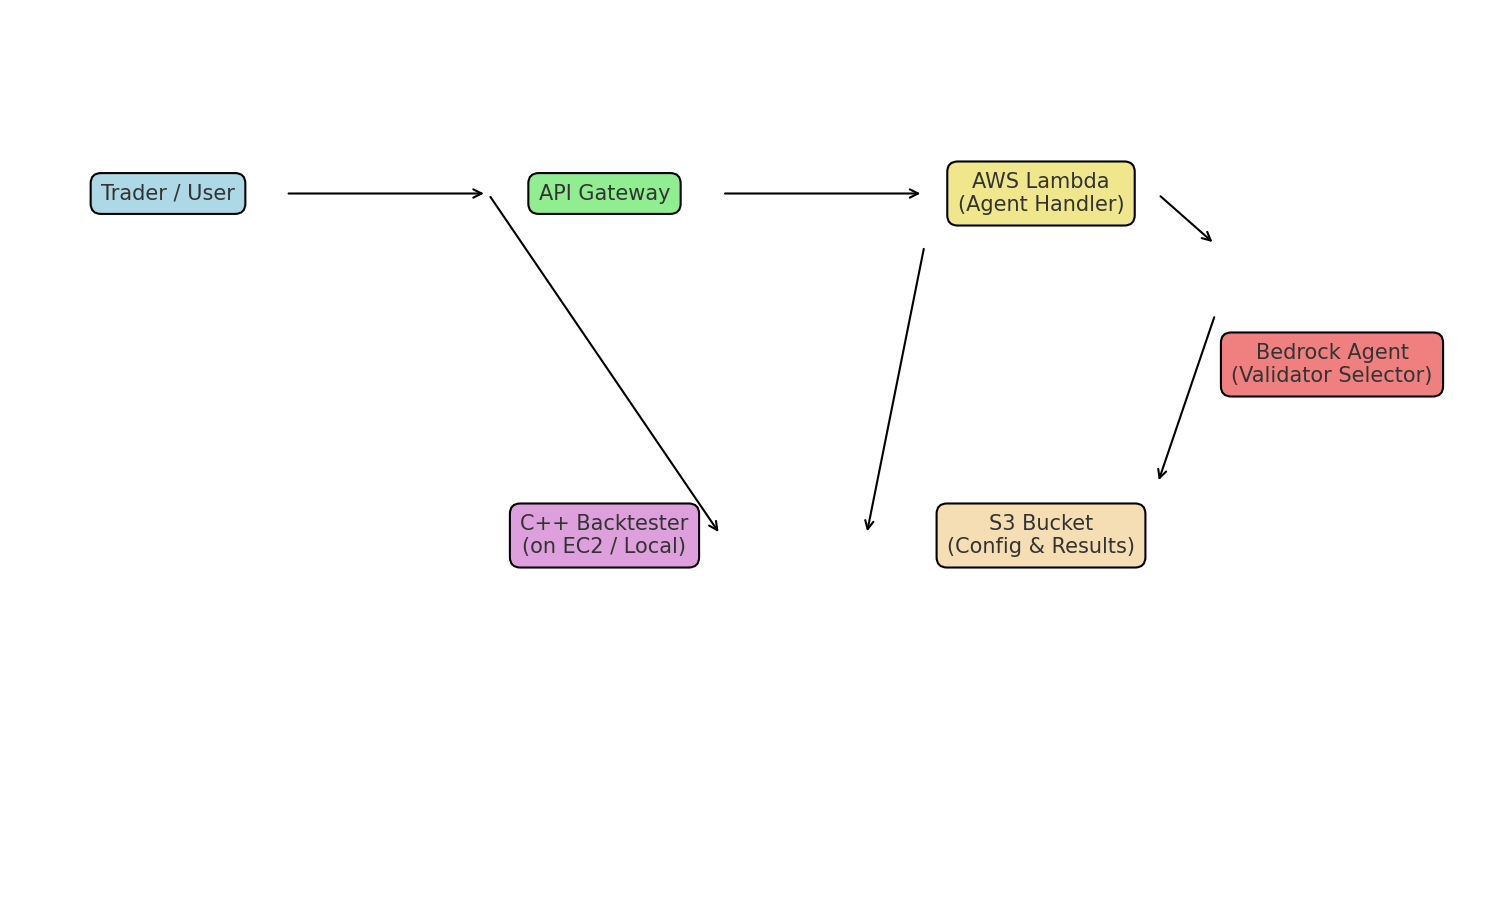 Trader / User
API Gateway
AWS Lambda
(Agent Handler)
Bedrock Agent
(Validator Selector)
C++ Backtester
(on EC2 / Local)
S3 Bucket
(Config & Results)